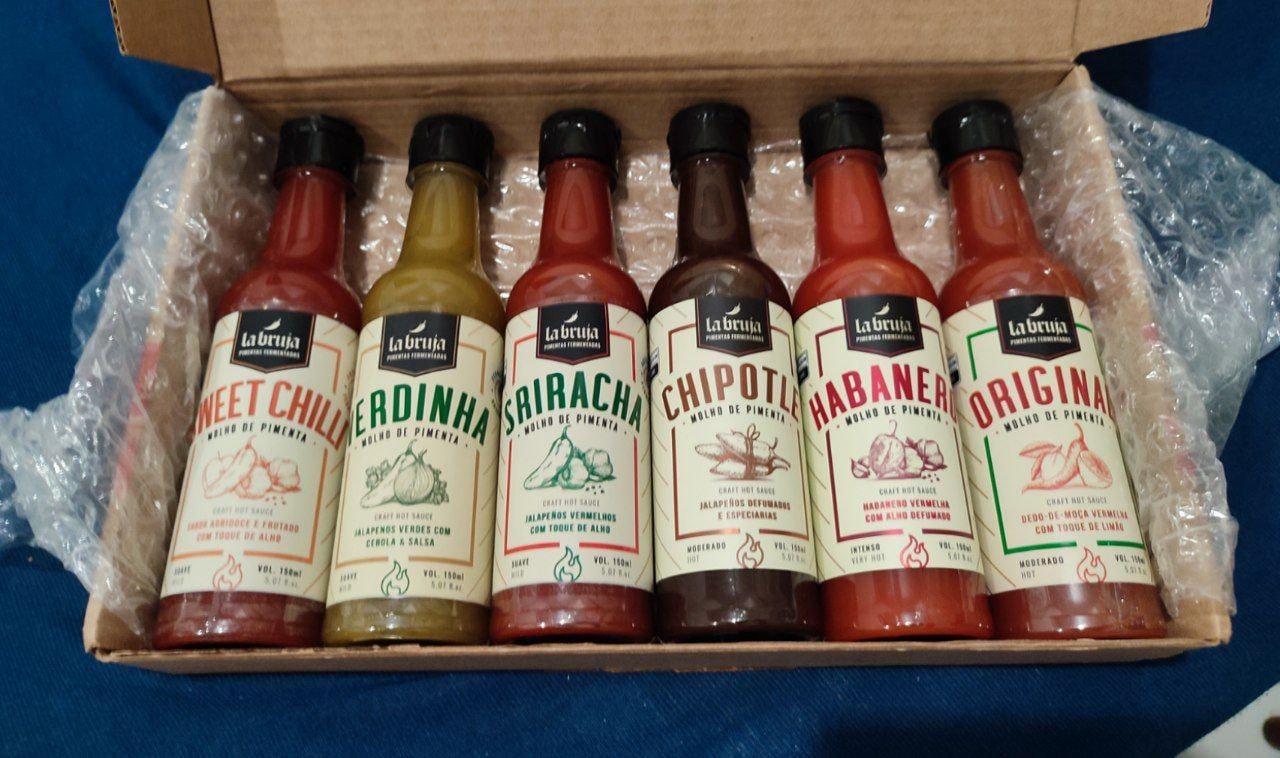 la bruja
PIMENTAS FERMENTADAS
WEET CHILLI
MOLHO DE PIMENTA
CRAFT HOT SAUCE
SABOR AGRIDOCE E FRUTADO
COM TOQUE DE ALHO
SUAVE
MILD
VOL. 150ml
5.07 fl oz.
la bruja
PIMENTAS FERMENTADAS
ERDINHA
MOLHO DE PIMENTA
CRAFT HOT SAUCE
JALAPEÑOS VERDES COM
CEBOLA & SALSA
SUAVE
MILD
VOL. 150ml
5.07 fl oz.
la bruja
PIMENTAS FERMENTADAS
SRIRACHA
MOLHO DE PIMENTA
CRAFT HOT SAUCE
JALAPEÑOS VERMELHOS
COM TOQUE DE ALHO
SUAVE
MILD
VOL. 150ml
5.07 fl oz.
la bruja
PIMENTAS FERMENTADAS
CHIPOTLE
MOLHO DE PIMENTA
CRAFT HOT SAUCE
JALAPEÑOS DEFUMADOS
E ESPECIARIAS
MODERADO
HOT
VOL. 150ml
5.07 fl oz.
la bruja
PIMENTAS FERMENTADAS
HABANERO
MOLHO DE PIMENTA
CRAFT HOT SAUCE
HABANERO VERMELHA
COM ALHO DEFUMADO
INTENSO
VERY HOT
VOL. 150ml
5.07 fl oz.
la bruja
PIMENTAS FERMENTADAS
ORIGINAL
MOLHO DE PIMENTA
CRAFT HOT SAUCE
DEDO-DE-MOÇA VERMELHA
COM TOQUE DE LIMÃO
MODERADO
HOT
VOL. 150ml
5.07 fl oz.